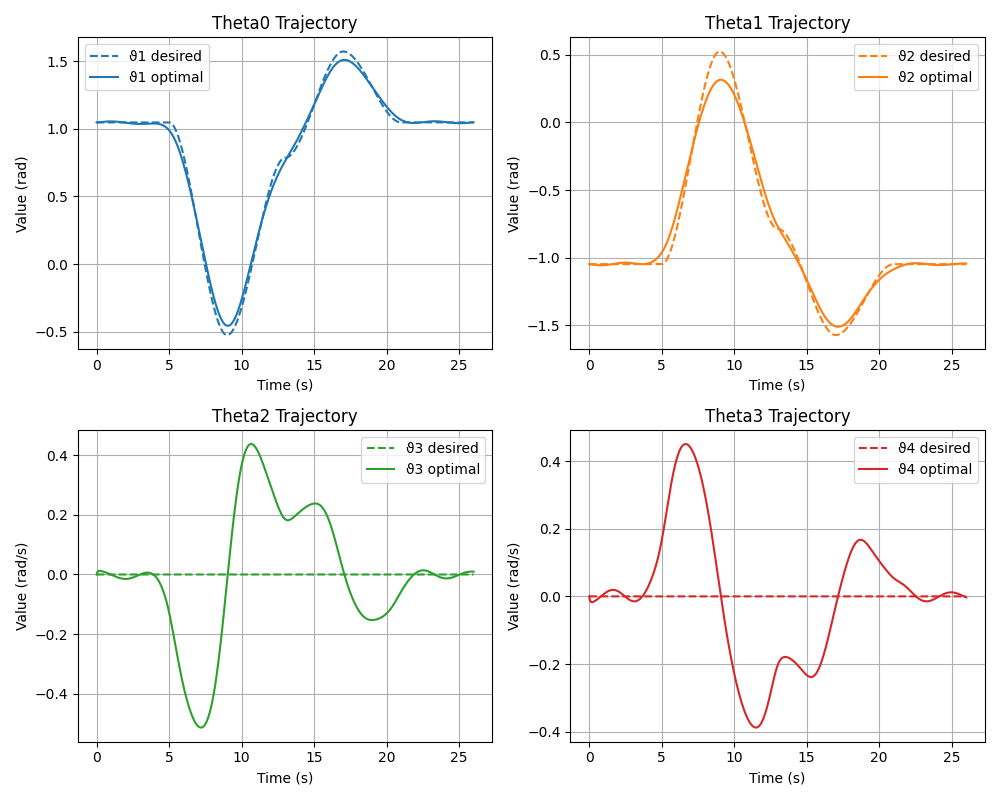 Theta0 Trajectory
ϑ1 desired
ϑ1 optimal
Value (rad)
1.5
1.0
0.5
0.0
−0.5
0 5 10 15 20 25
Time (s)
Theta1 Trajectory
ϑ2 desired
ϑ2 optimal
Value (rad)
0.5
0.0
−0.5
−1.0
−1.5
0 5 10 15 20 25
Time (s)
Theta2 Trajectory
ϑ3 desired
ϑ3 optimal
Value (rad/s)
0.4
0.2
0.0
−0.2
−0.4
0 5 10 15 20 25
Time (s)
Theta3 Trajectory
ϑ4 desired
ϑ4 optimal
Value (rad/s)
0.4
0.2
0.0
−0.2
−0.4
0 5 10 15 20 25
Time (s)